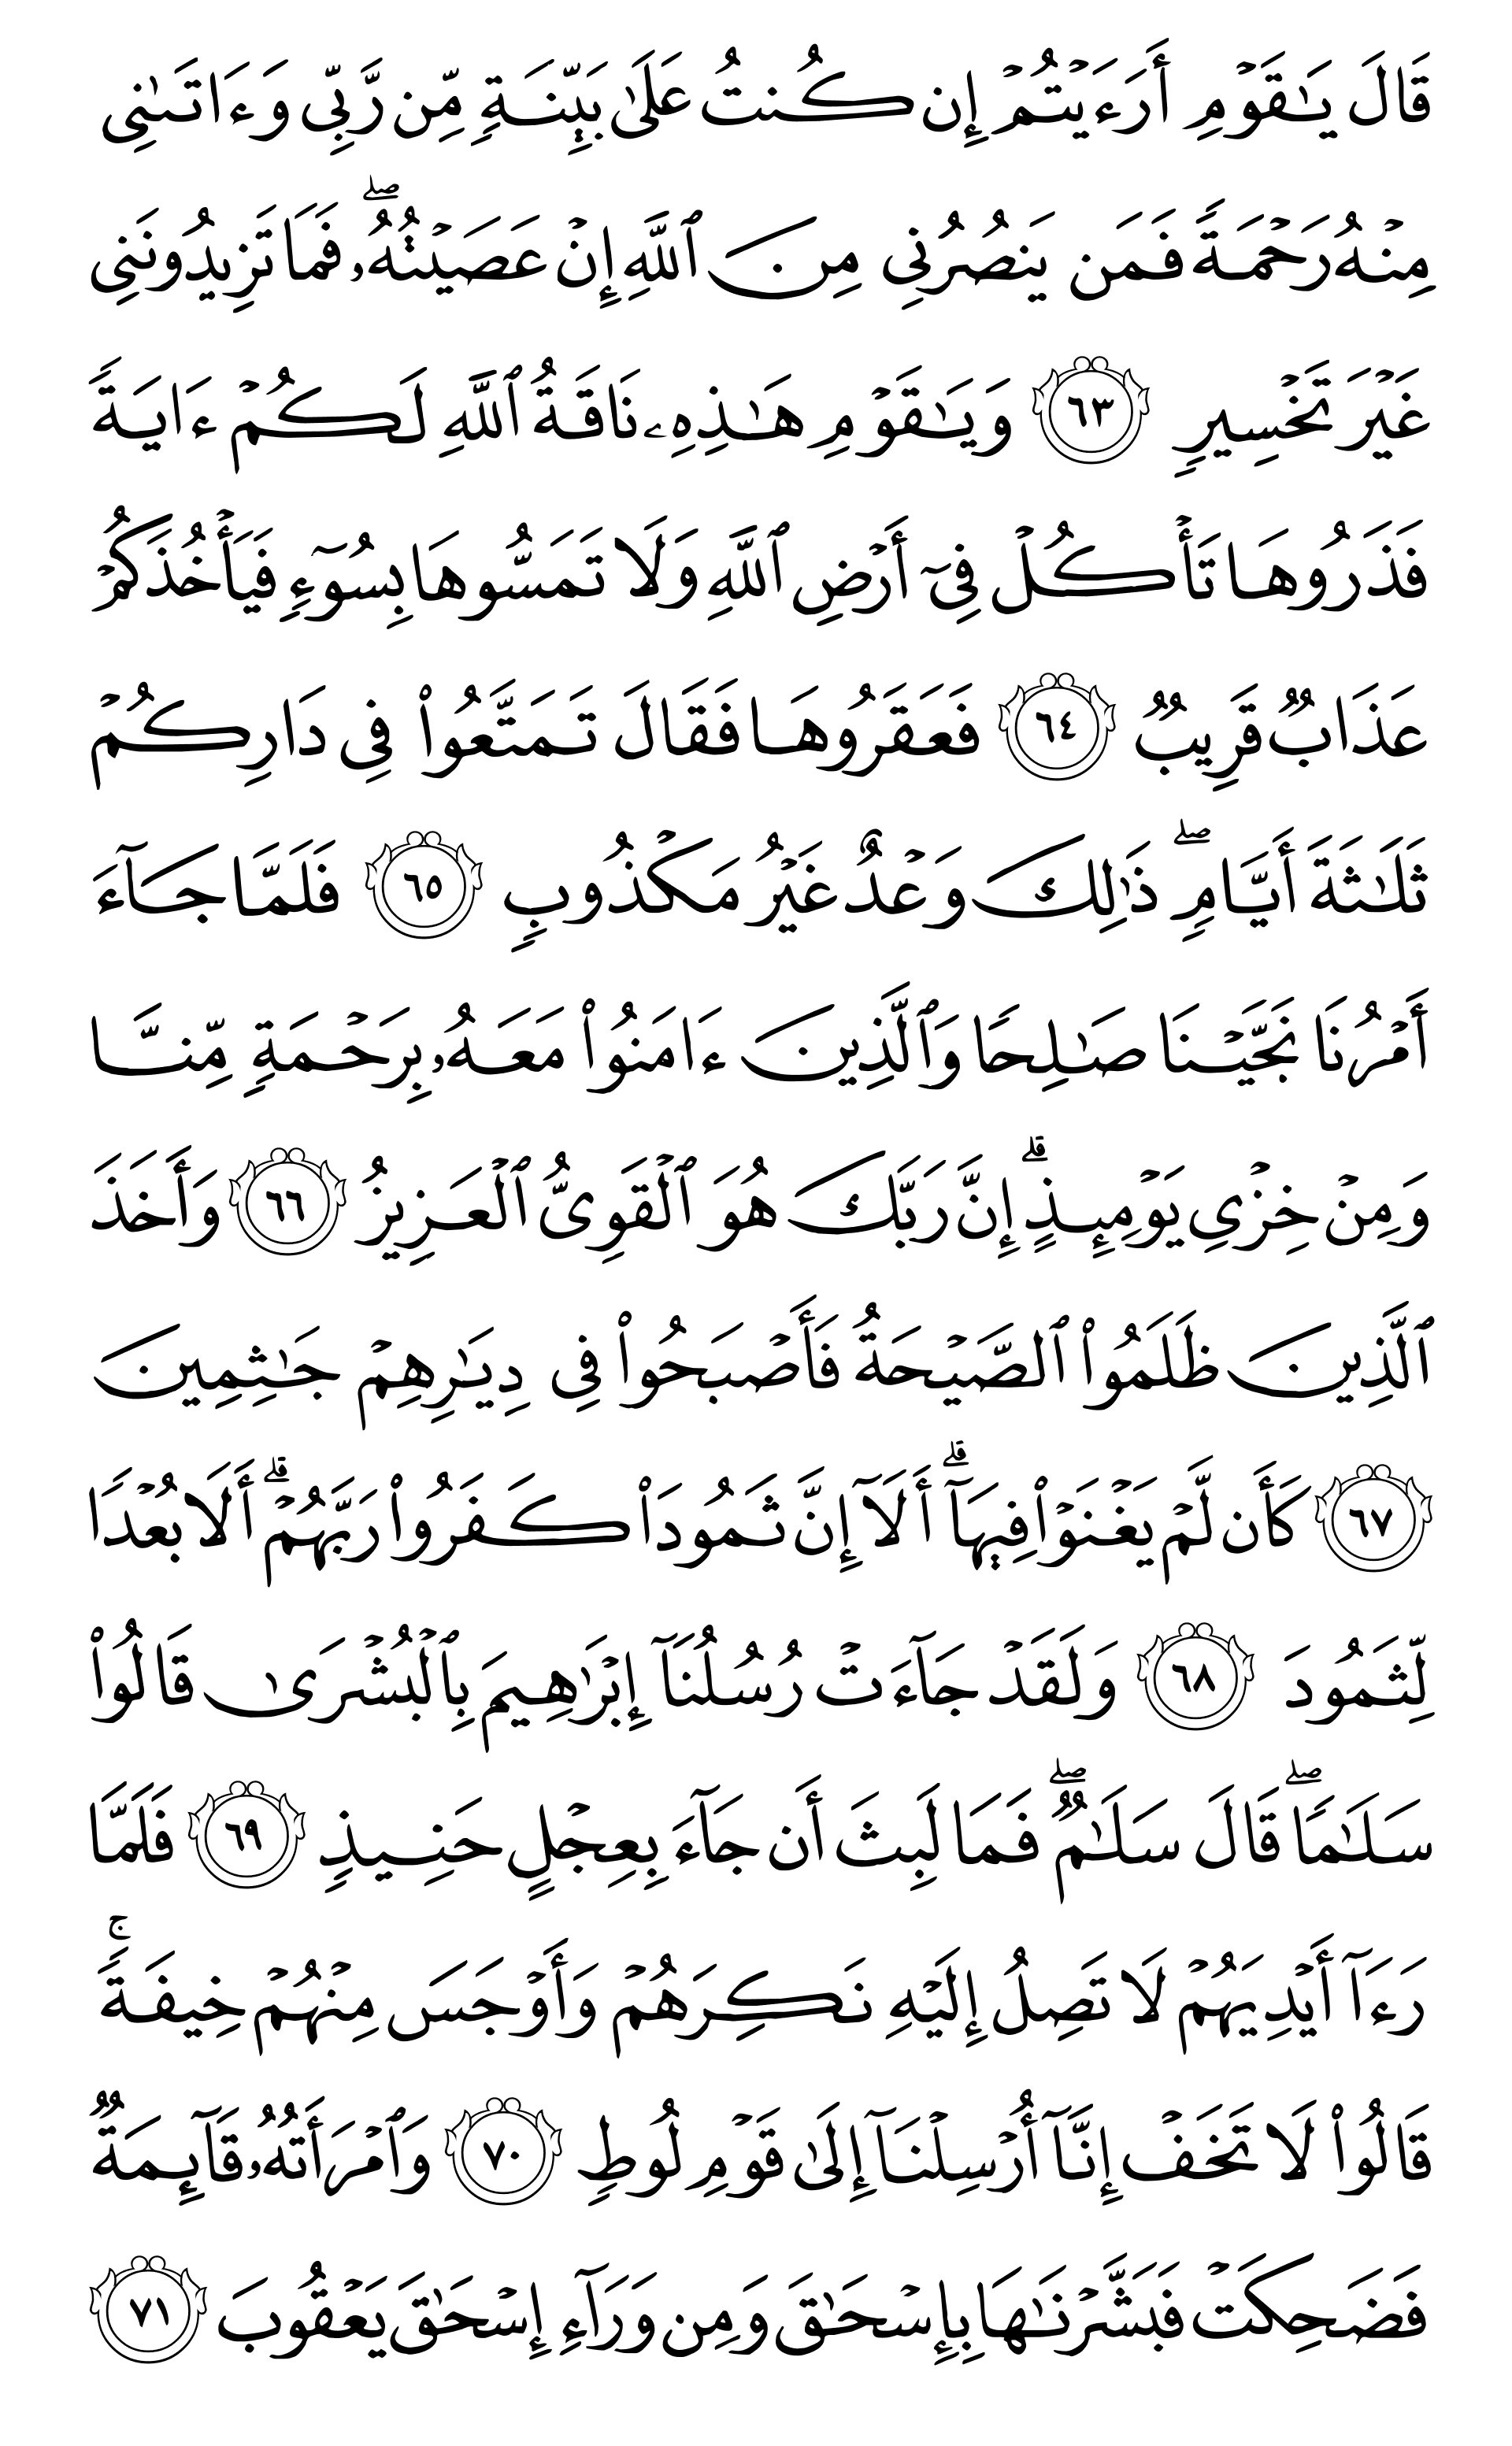 قَالَ يَـٰقَوۡمِ أَرَءَيۡتُمۡ إِن كُنتُ عَلَىٰ بَيِّنَةٖ مِّن رَّبِّي وَءَاتَىٰنِي
مِنۡهُ رَحۡمَةٗ فَمَن يَنصُرُنِي مِنَ ٱللَّهِ إِنۡ عَصَيۡتُهُۥۖ فَمَا تَزِيدُونَنِي
غَيۡرَ تَخۡسِيرٖ ٦٣ وَيَـٰقَوۡمِ هَـٰذِهِۦ نَاقَةُ ٱللَّهِ لَكُمۡ ءَايَةٗ
فَذَرُوهَا تَأۡكُلۡ فِيٓ أَرۡضِ ٱللَّهِ وَلَا تَمَسُّوهَا بِسُوٓءٖ فَيَأۡخُذَكُمۡ
عَذَابٞ قَرِيبٞ ٦٤ فَعَقَرُوهَا فَقَالَ تَمَتَّعُواْ فِي دَارِكُمۡ
ثَلَـٰثَةَ أَيَّامٖۖ ذَٰلِكَ وَعۡدٌ غَيۡرُ مَكۡذُوبٖ ٦٥ فَلَمَّا جَآءَ
أَمۡرُنَا نَجَّيۡنَا صَـٰلِحٗا وَٱلَّذِينَ ءَامَنُواْ مَعَهُۥ بِرَحۡمَةٖ مِّنَّا
وَمِنۡ خِزۡيِ يَوۡمِئِذٍۚ إِنَّ رَبَّكَ هُوَ ٱلۡقَوِيُّ ٱلۡعَزِيزُ ٦٦ وَأَخَذَ
ٱلَّذِينَ ظَلَمُواْ ٱلصَّيۡحَةُ فَأَصۡبَحُواْ فِي دِيَـٰرِهِمۡ جَـٰثِمِينَ
٦٧ كَأَن لَّمۡ يَغۡنَوۡاْ فِيهَآۗ أَلَآ إِنَّ ثَمُودَاْ كَفَرُواْ رَبَّهُمۡۗ أَلَا بُعۡدٗا
لِّثَمُودَ ٦٨ وَلَقَدۡ جَآءَتۡ رُسُلُنَآ إِبۡرَٰهِيمَ بِٱلۡبُشۡرَىٰ قَالُواْ
سَلَـٰمٗاۖ قَالَ سَلَـٰمٞۖ فَمَا لَبِثَ أَن جَآءَ بِعِجۡلٍ حَنِيذٖ ٦٩ فَلَمَّا
رَءَآ أَيۡدِيَهُمۡ لَا تَصِلُ إِلَيۡهِ نَكِرَهُمۡ وَأَوۡجَسَ مِنۡهُمۡ خِيفَةٗۚ
قَالُواْ لَا تَخَفۡ إِنَّآ أُرۡسِلۡنَآ إِلَىٰ قَوۡمِ لُوطٖ ٧٠ وَٱمۡرَأَتُهُۥ قَآئِمَةٞ
فَضَحِكَتۡ فَبَشَّرۡنَـٰهَا بِإِسۡحَـٰقَ وَمِن وَرَآءِ إِسۡحَـٰقَ يَعۡقُوبَ ٧١